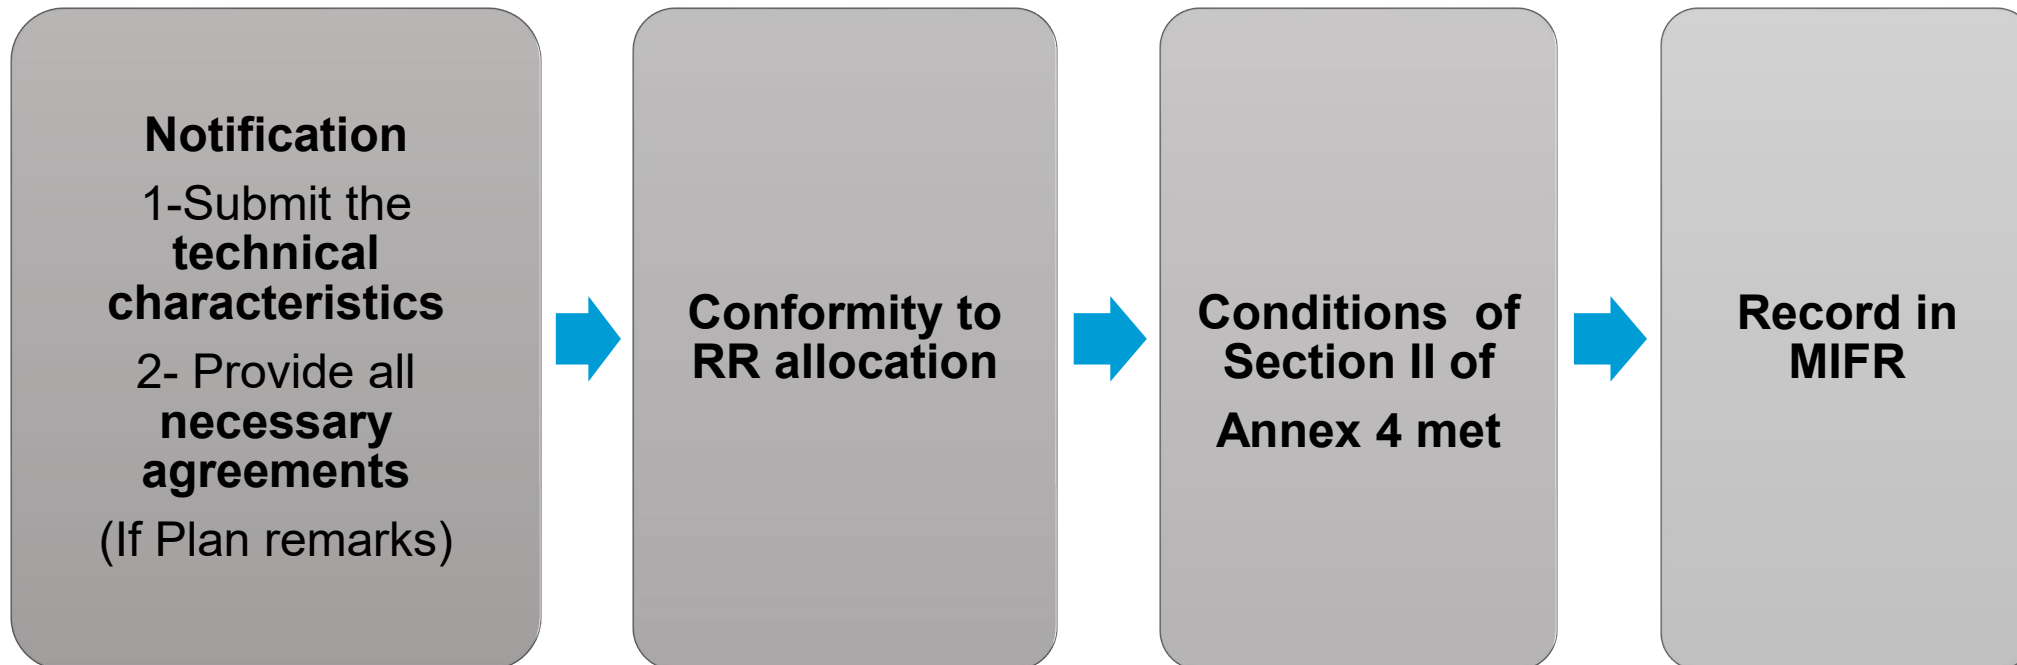 Notification
1-Submit the
technical
characteristics
2- Provide all
necessary
agreements
(If Plan remarks)
Conformity to
RR allocation
Conditions  of
Section II of
Annex 4 met
Record in
MIFR